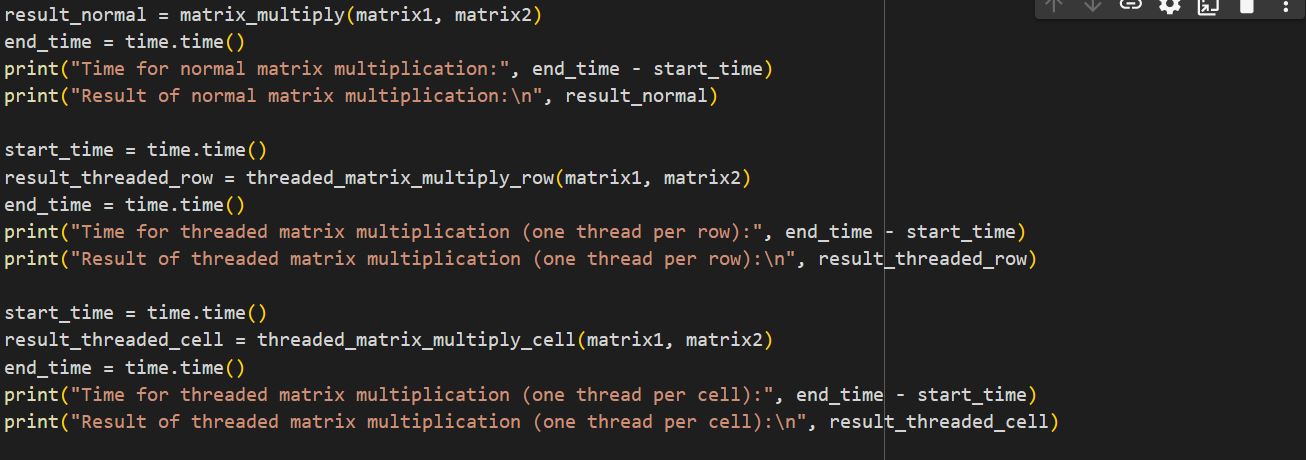 result_normal = matrix_multiply(matrix1, matrix2)
end_time = time.time()
print("Time for normal matrix multiplication:", end_time - start_time)
print("Result of normal matrix multiplication:\n", result_normal)

start_time = time.time()
result_threaded_row = threaded_matrix_multiply_row(matrix1, matrix2)
end_time = time.time()
print("Time for threaded matrix multiplication (one thread per row):", end_time - start_time)
print("Result of threaded matrix multiplication (one thread per row):\n", result_threaded_row)

start_time = time.time()
result_threaded_cell = threaded_matrix_multiply_cell(matrix1, matrix2)
end_time = time.time()
print("Time for threaded matrix multiplication (one thread per cell):", end_time - start_time)
print("Result of threaded matrix multiplication (one thread per cell):\n", result_threaded_cell)